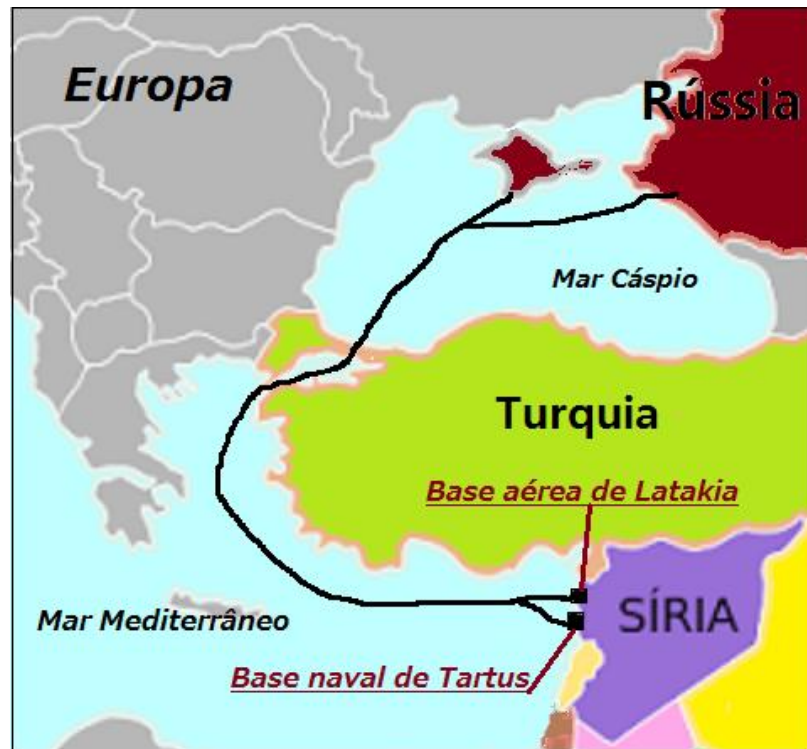 Europa
Rússia
Mar Cáspio
Turquia
Base aérea de Latakia
SÍRIA
Mar Mediterrâneo
Base naval de Tartus